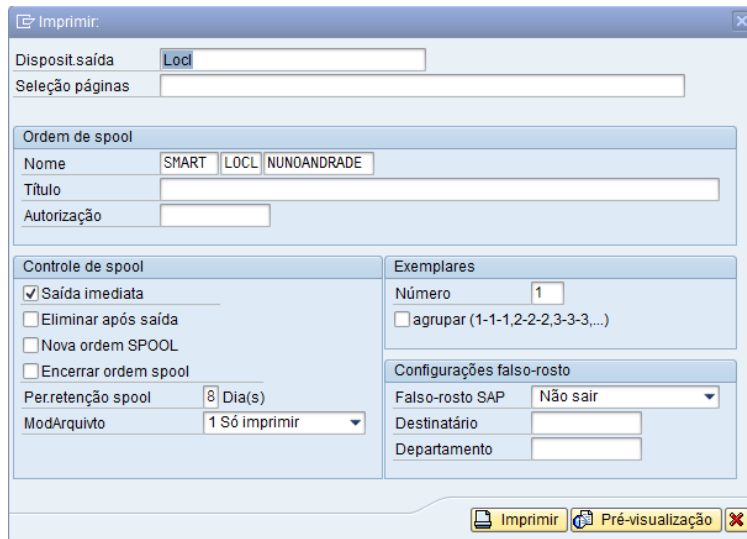 Imprimir:
Disposit.saída Locl
Seleção páginas
Ordem de spool
Nome SMART LOCL NUNOANDRADE
Título
Autorização
Controle de spool
Saída imediata
Eliminar após saída
Nova ordem SPOOL
Encerrar ordem spool
Per.retenção spool 8 Dia(s)
ModArquivto 1 Só imprimir
Exemplares
Número 1
agrupar (1-1-1,2-2-2,3-3-3,...)
Configurações falso-rosto
Falso-rosto SAP Não sair
Destinatário
Departamento
Imprimir Pré-visualização